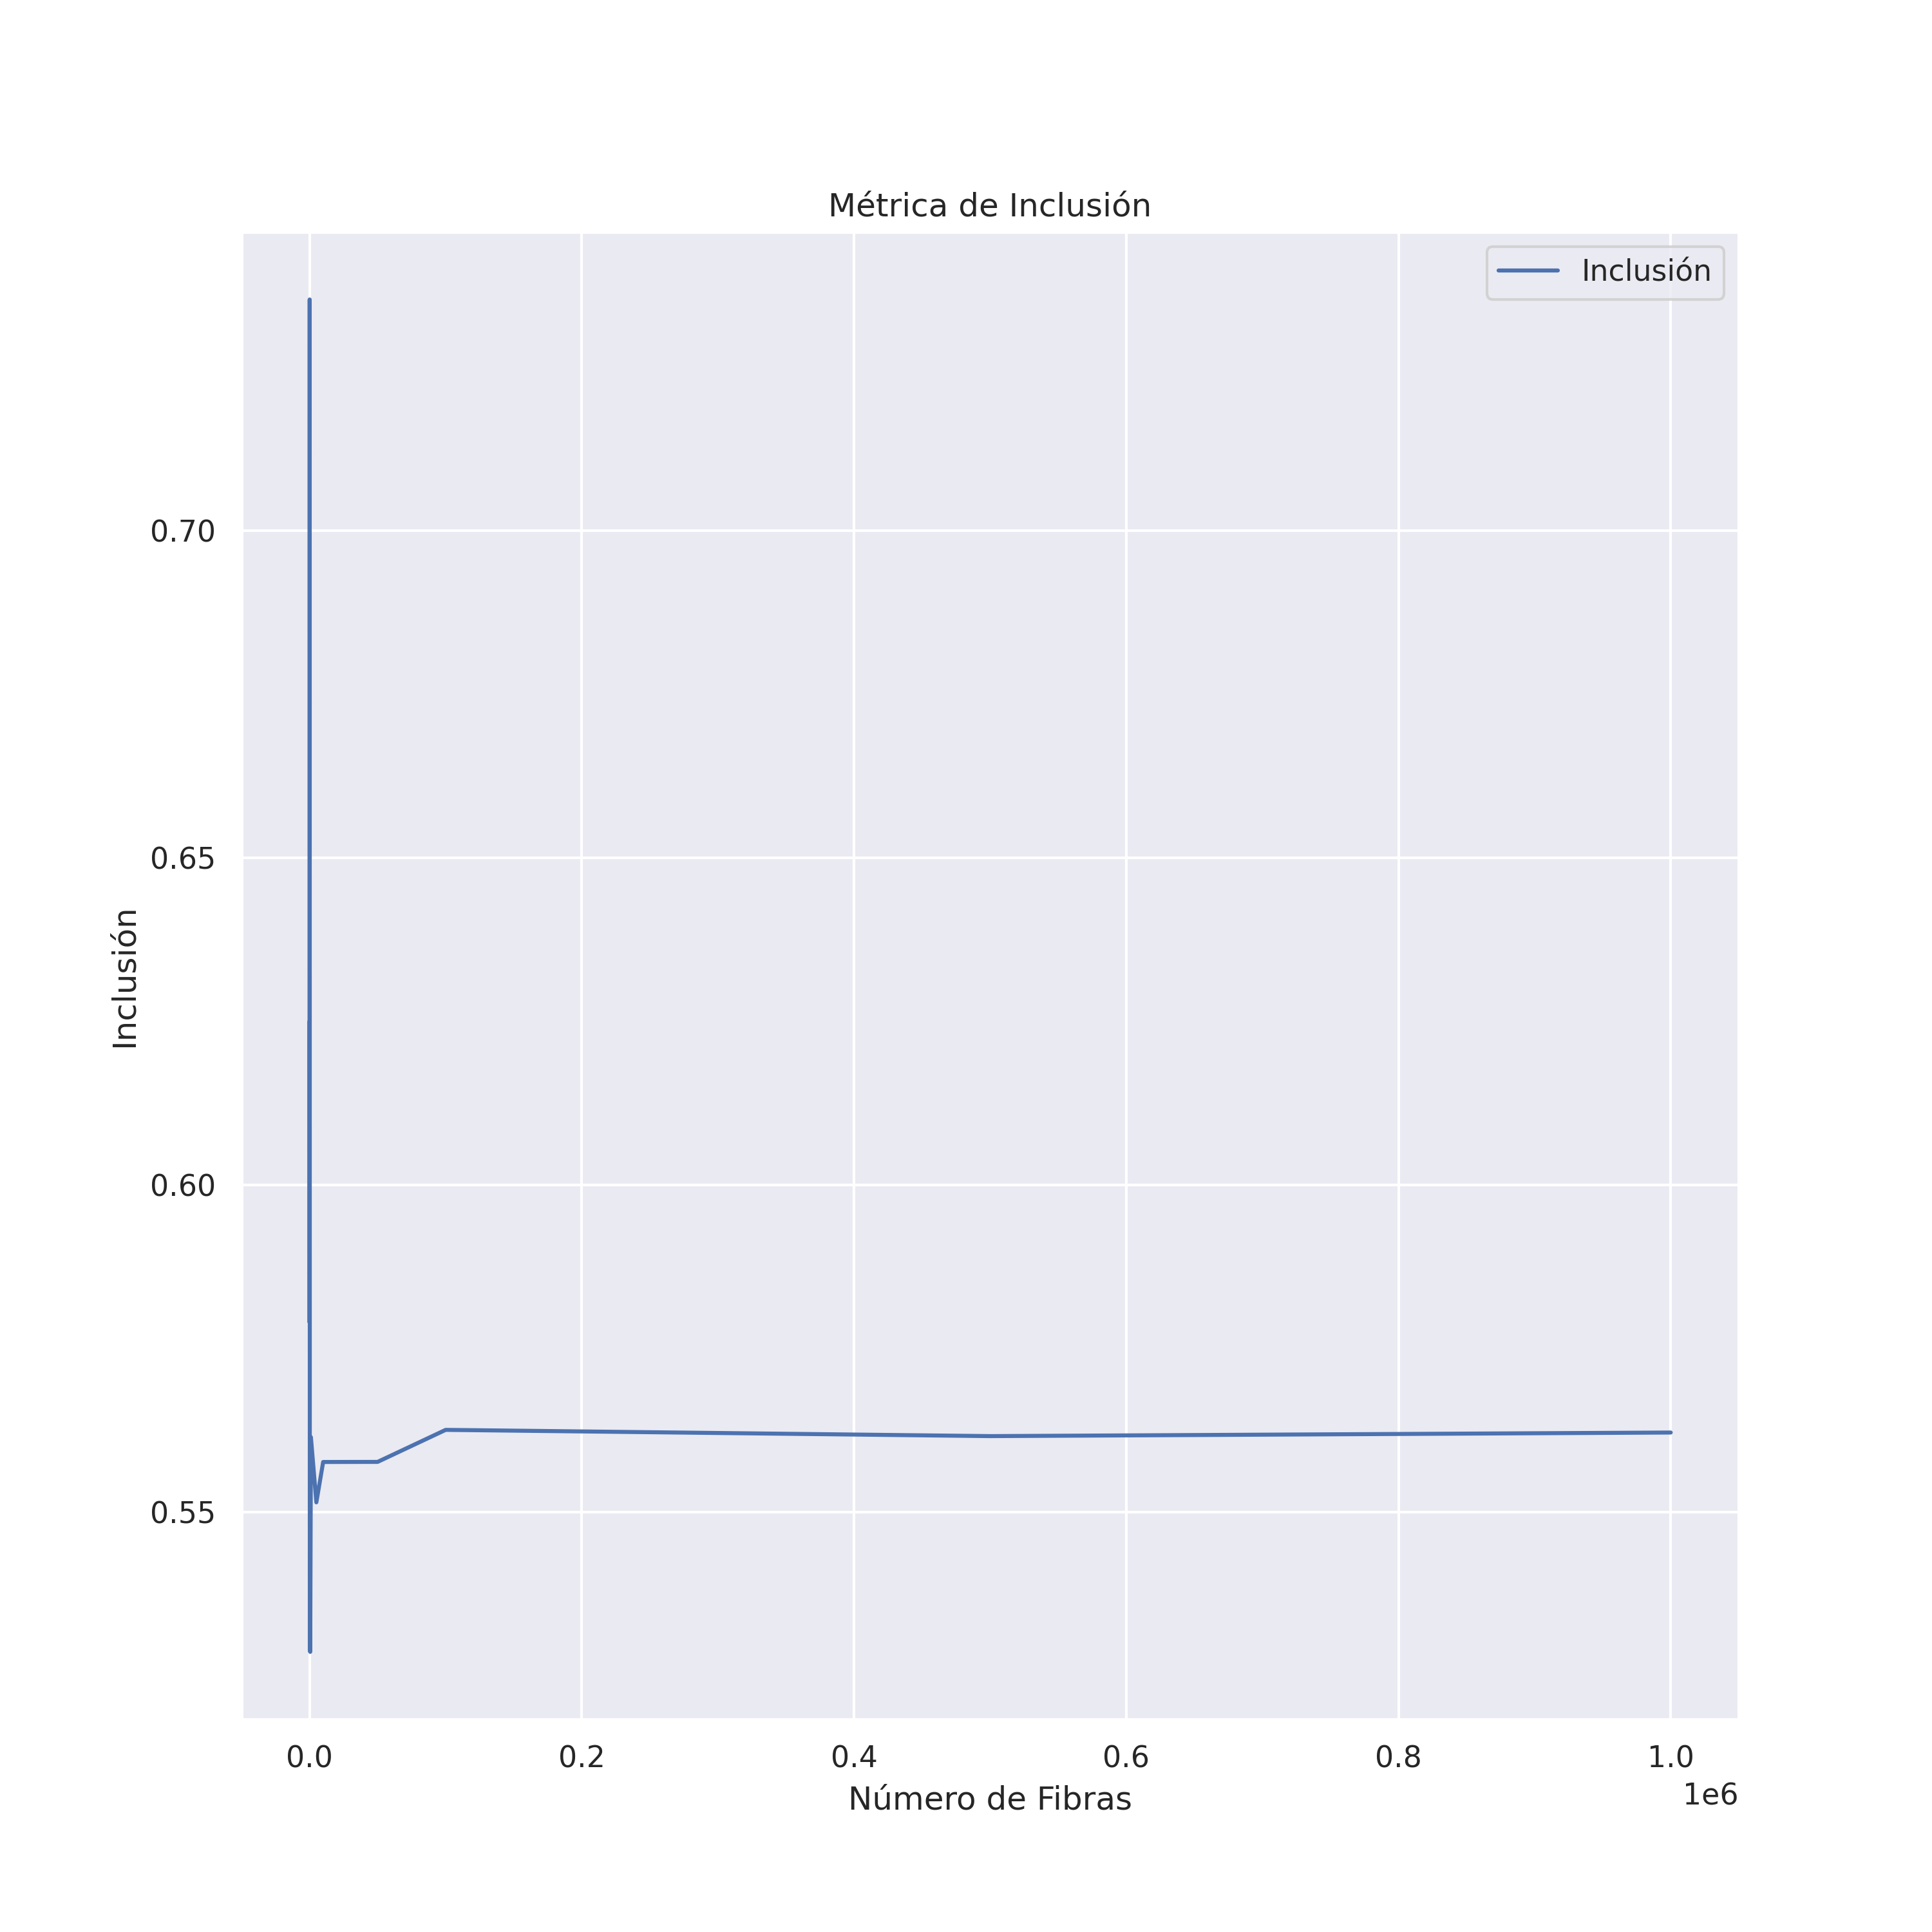 Métrica de Inclusión
Inclusión
0.70
0.65
0.60
0.55
Inclusión
0.0 0.2 0.4 0.6 0.8 1.0
Número de Fibras
1e6